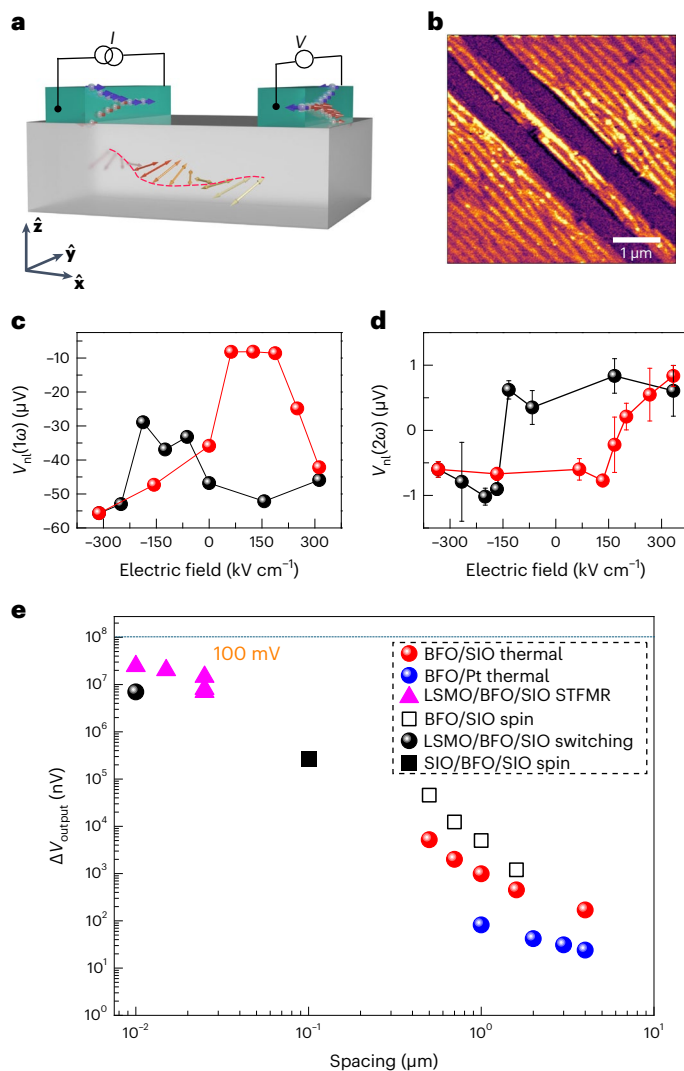 a
I
V
ẑ
ŷ
x̂
b
1 µm
c
Vnl(1ω) (µV)
−10
−20
−30
−40
−50
−60
−300 −150 0 150 300
Electric field (kV cm⁻¹)
d
Vnl(2ω) (µV)
1
0
−1
−300 −150 0 150 300
Electric field (kV cm⁻¹)
e
ΔVoutput (nV)
10⁸
10⁷
10⁶
10⁵
10⁴
10³
10²
10¹
10⁰
100 mV
BFO/SIO thermal
BFO/Pt thermal
LSMO/BFO/SIO STFMR
BFO/SIO spin
LSMO/BFO/SIO switching
SIO/BFO/SIO spin
10⁻² 10⁻¹ 10⁰ 10¹
Spacing (µm)